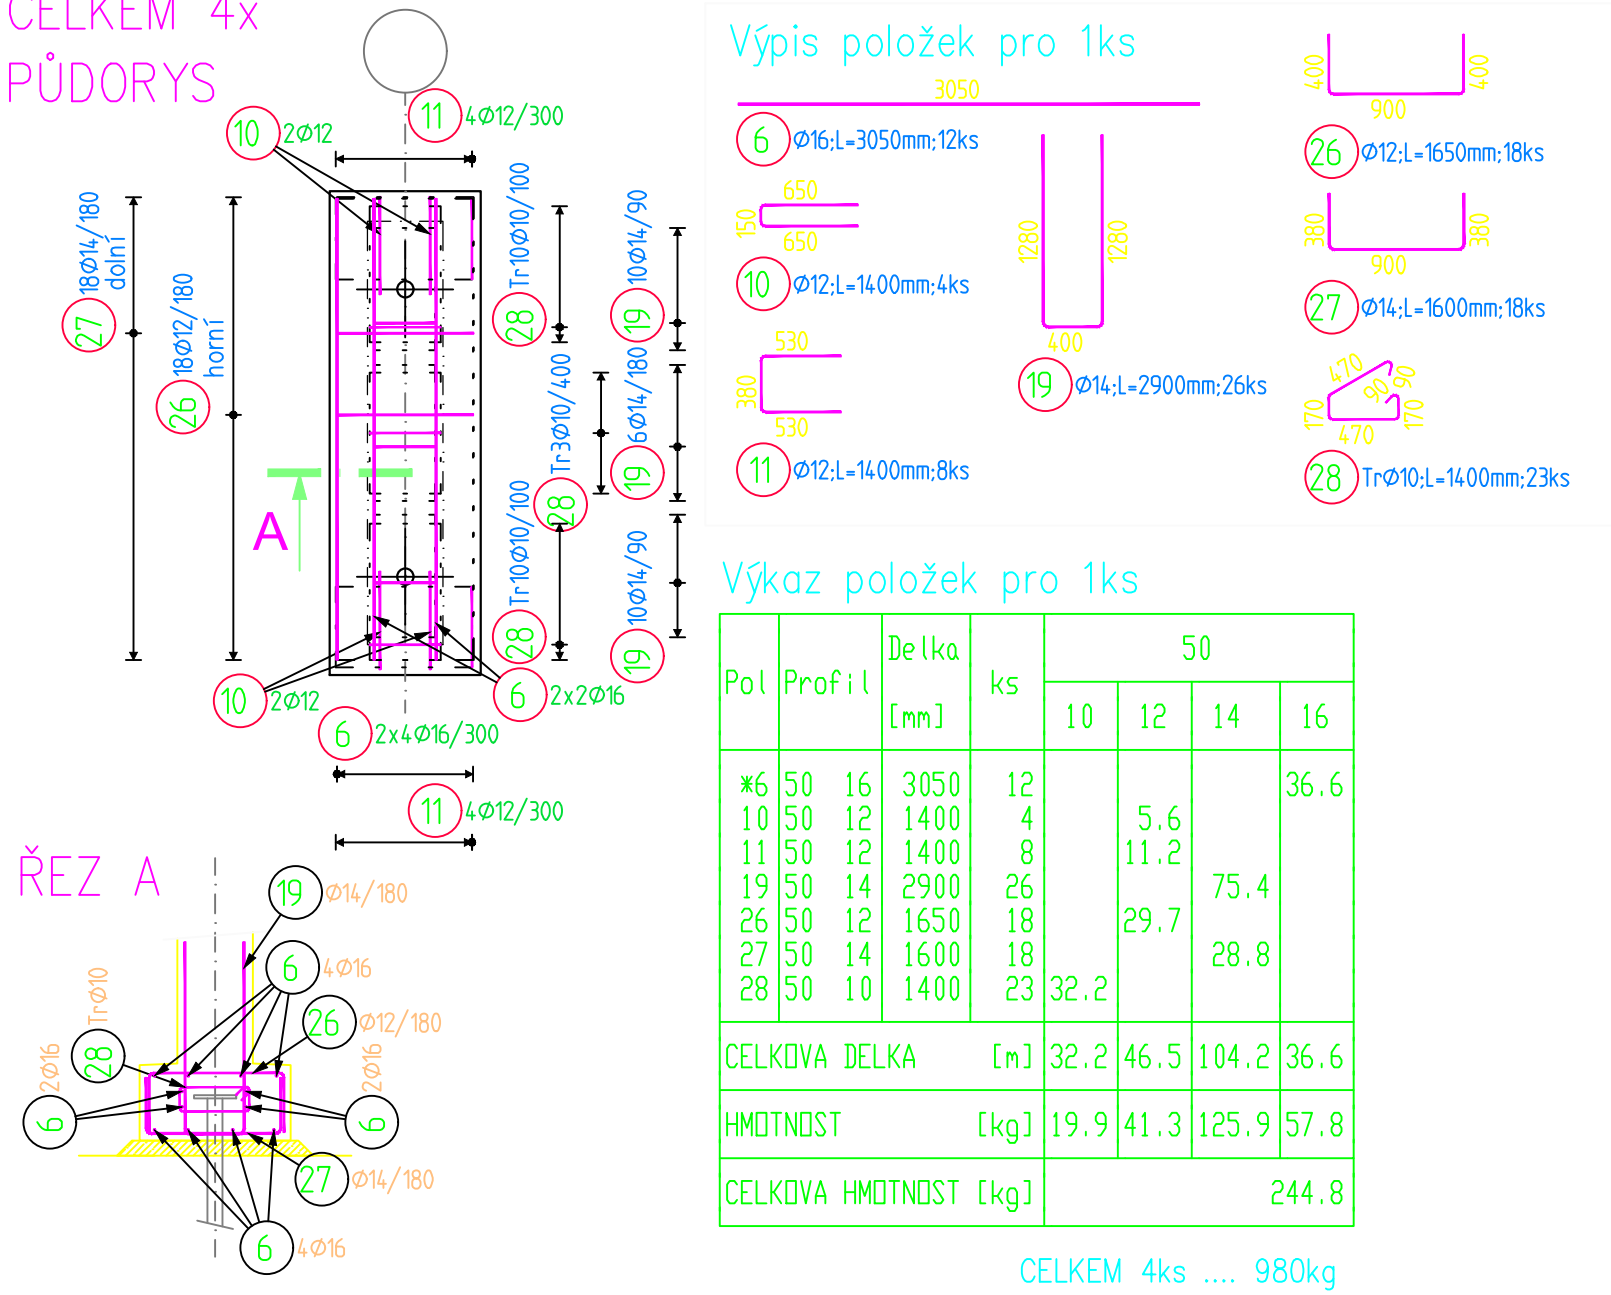 CELKEM 4x
PŮDORYS
10 2Ø12
11 4Ø12/300
27 18Ø14/180
dolní
26 18Ø12/180
horní
28 Tr10Ø10/100
19 10Ø14/90
28 Tr3Ø10/400
19 6Ø14/180
28 Tr10Ø10/100
19 10Ø14/90
A
10 2Ø12
6 2x2Ø16
6 2x4Ø16/300
11 4Ø12/300
ŘEZ A
19 Ø14/180
6 4Ø16
26 Ø12/180
28 TrØ10
6 2Ø16
6 2Ø16
27 Ø14/180
6 4Ø16
Výpis položek pro 1ks
3050
6 Ø16;L=3050mm;12ks
650
150
650
10 Ø12;L=1400mm;4ks
530
380
530
11 Ø12;L=1400mm;8ks
1280
1280
400
19 Ø14;L=2900mm;26ks
400
400
900
26 Ø12;L=1650mm;18ks
380
380
900
27 Ø14;L=1600mm;18ks
470
90
90
170
170
470
28 TrØ10;L=1400mm;23ks
Výkaz položek pro 1ks
Pol Profil Delka [mm] ks 50
10 12 14 16
*6 50 16 3050 12 36.6
10 50 12 1400 4 5.6
11 50 12 1400 8 11.2
19 50 14 2900 26 75.4
26 50 12 1650 18 29.7
27 50 14 1600 18 28.8
28 50 10 1400 23 32.2
CELKOVA DELKA [m] 32.2 46.5 104.2 36.6
HMOTNOST [kg] 19.9 41.3 125.9 57.8
CELKOVA HMOTNOST [kg] 244.8
CELKEM 4ks .... 980kg